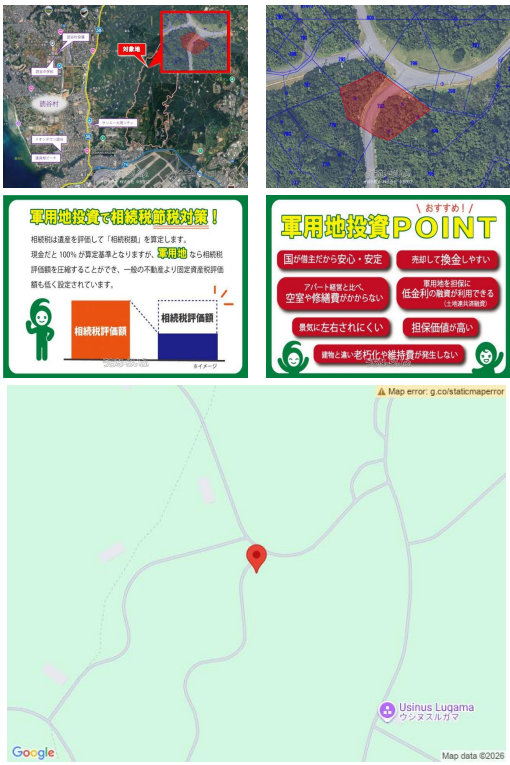 対象地
読谷村
軍用地投資で相続税節税対策！
相続税は遺産を評価して「相続税額」を算定します。
現金だと100％が算定基準となりますが、軍用地なら相続税
評価額を圧縮することができ、一般の不動産より固定資産税評価
額も低く設定されています。
相続税評価額
相続税評価額
※イメージ
おすすめ！
軍用地投資POINT
国が借主だから安心・安定
売却して換金しやすい
アパート経営と比べ、
空室や修繕費がかからない
軍用地を担保に
低金利の融資が利用できる
（土地連共済融資）
景気に左右されにくい
担保価値が高い
建物と違い老朽化や維持費が発生しない
Map error: g.co/staticmaperror
Usinus Lugama
ウシヌスルガマ
Google
Map data ©2026